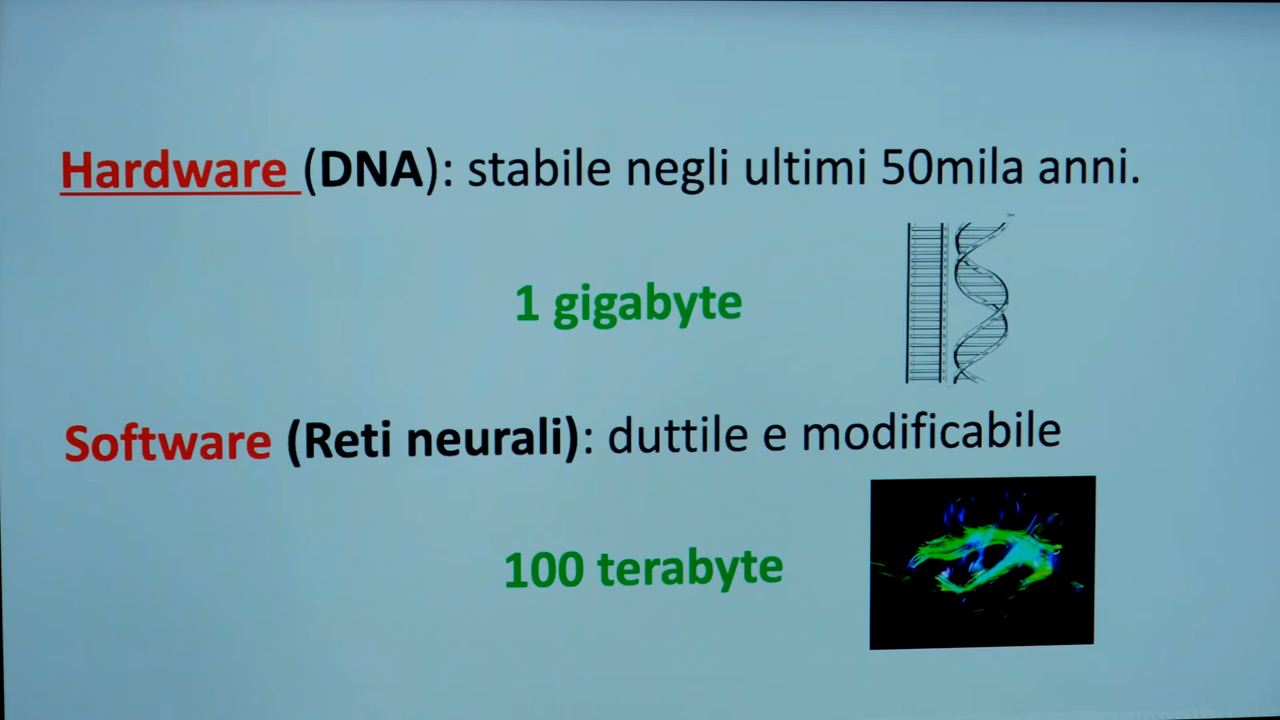 Hardware (DNA): stabile negli ultimi 50mila anni.
1 gigabyte
Software (Reti neurali): duttile e modificabile
100 terabyte